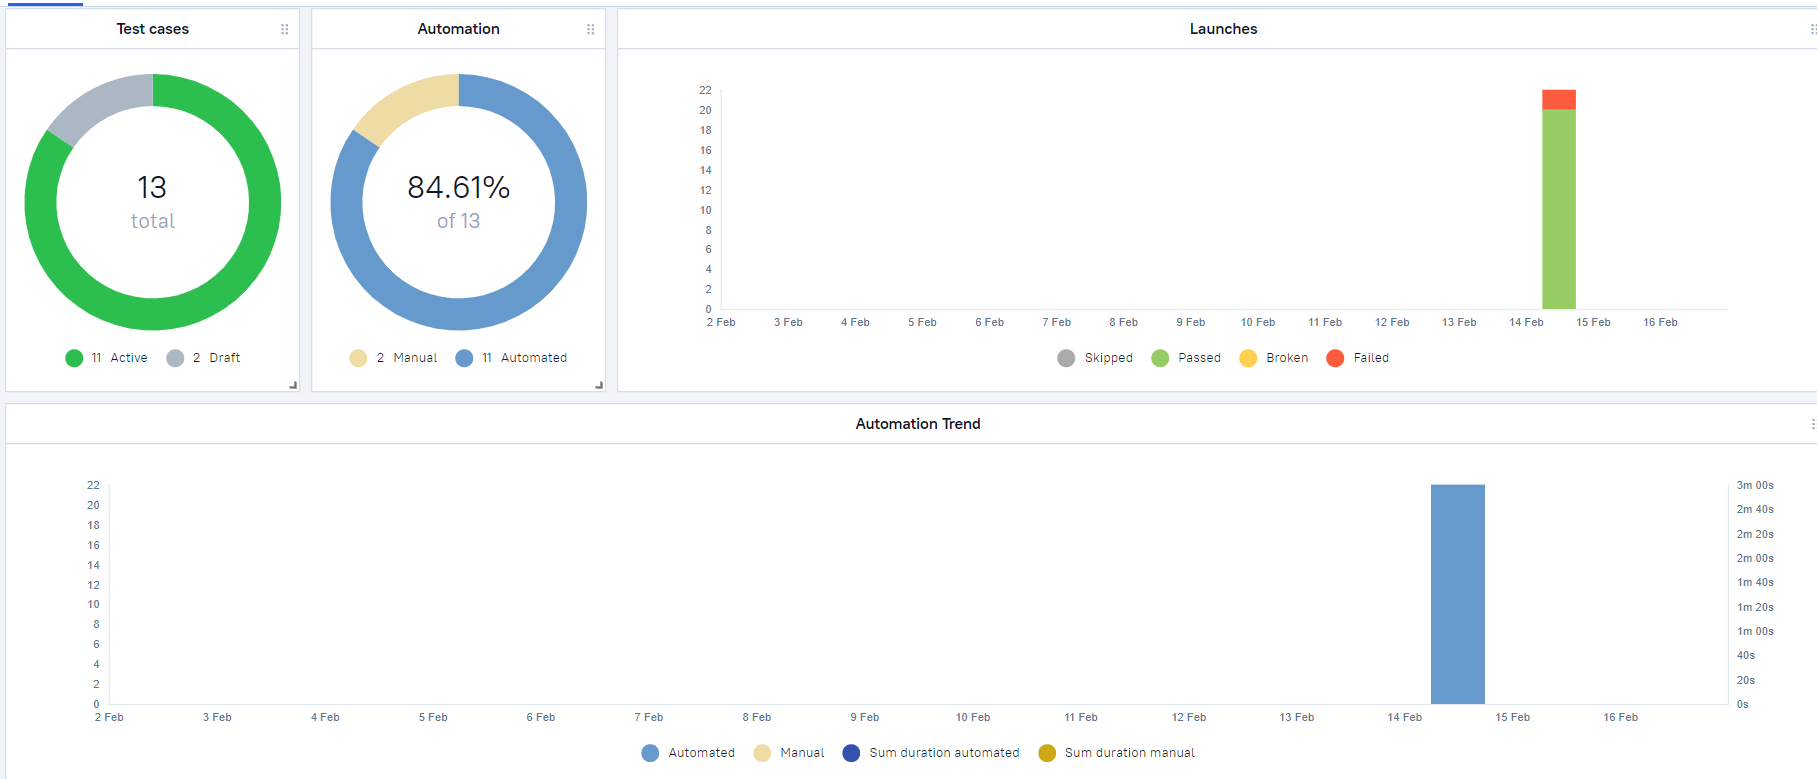 Test cases
13
total
11 Active 2 Draft
Automation
84.61%
of 13
2 Manual 11 Automated
Launches
22
20
18
16
14
12
10
8
6
4
2
0
2 Feb 3 Feb 4 Feb 5 Feb 6 Feb 7 Feb 8 Feb 9 Feb 10 Feb 11 Feb 12 Feb 13 Feb 14 Feb 15 Feb 16 Feb
Skipped Passed Broken Failed
Automation Trend
22
20
18
16
14
12
10
8
6
4
2
0
3m 00s
2m 40s
2m 20s
2m 00s
1m 40s
1m 20s
1m 00s
40s
20s
0s
2 Feb 3 Feb 4 Feb 5 Feb 6 Feb 7 Feb 8 Feb 9 Feb 10 Feb 11 Feb 12 Feb 13 Feb 14 Feb 15 Feb 16 Feb
Automated Manual Sum duration automated Sum duration manual